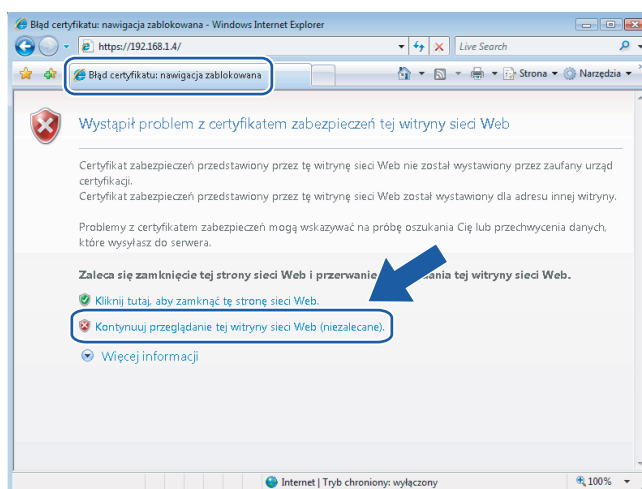 Błąd certyfikatu: nawigacja zablokowana - Windows Internet Explorer
https://192.168.1.4/
Live Search
Błąd certyfikatu: nawigacja zablokowana
Strona
Narzędzia
Wystąpił problem z certyfikatem zabezpieczeń tej witryny sieci Web
Certyfikat zabezpieczeń przedstawiony przez tę witrynę sieci Web nie został wystawiony przez zaufany urząd
certyfikacji.
Certyfikat zabezpieczeń przedstawiony przez tę witrynę sieci Web został wystawiony dla adresu innej witryny.
Problemy z certyfikatem zabezpieczeń mogą wskazywać na próbę oszukania Cię lub przechwycenia danych,
które wysyłasz do serwera.
Zaleca się zamknięcie tej strony sieci Web i przerwanie dania tej witryny sieci Web.
Kliknij tutaj, aby zamknąć tę stronę sieci Web.
Kontynuuj przeglądanie tej witryny sieci Web (niezalecane).
Więcej informacji
Internet | Tryb chroniony: wyłączony
100%